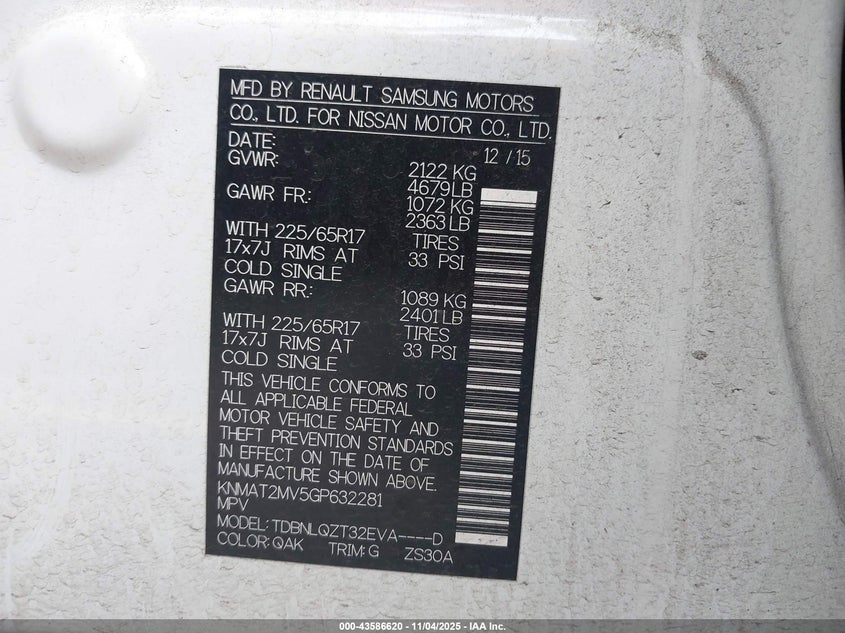 MFD BY RENAULT SAMSUNG MOTORS
CO., LTD. FOR NISSAN MOTOR CO., LTD.
DATE: 12 / 15
GVWR: 2122 KG
4679 LB
GAWR FR: 1072 KG
2363 LB
WITH 225/65R17 TIRES
17x7J RIMS AT 33 PSI
COLD SINGLE
GAWR RR: 1089 KG
2401 LB
WITH 225/65R17 TIRES
17x7J RIMS AT 33 PSI
COLD SINGLE
THIS VEHICLE CONFORMS TO
ALL APPLICABLE FEDERAL
MOTOR VEHICLE SAFETY AND
THEFT PREVENTION STANDARDS
IN EFFECT ON THE DATE OF
MANUFACTURE SHOWN ABOVE.
KNMAT2MV5GP632281
MPV
MODEL: TDBNLQZT32EVA----D
COLOR: QAK TRIM: G ZS30A
000-43586620 - 11/04/2025 - IAA Inc.